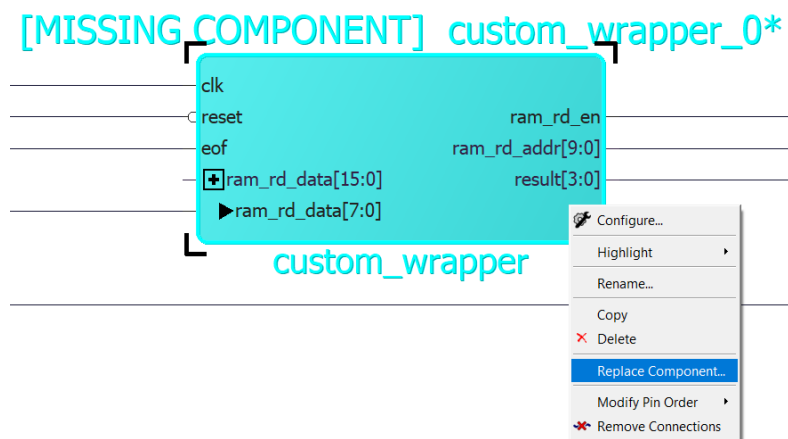 [MISSING COMPONENT] custom_wrapper_0*
clk
reset
ram_rd_en
eof
ram_rd_addr[9:0]
ram_rd_data[15:0]
result[3:0]
ram_rd_data[7:0]
custom_wrapper
Configure...
Highlight
Rename...
Copy
Delete
Replace Component...
Modify Pin Order
Remove Connections